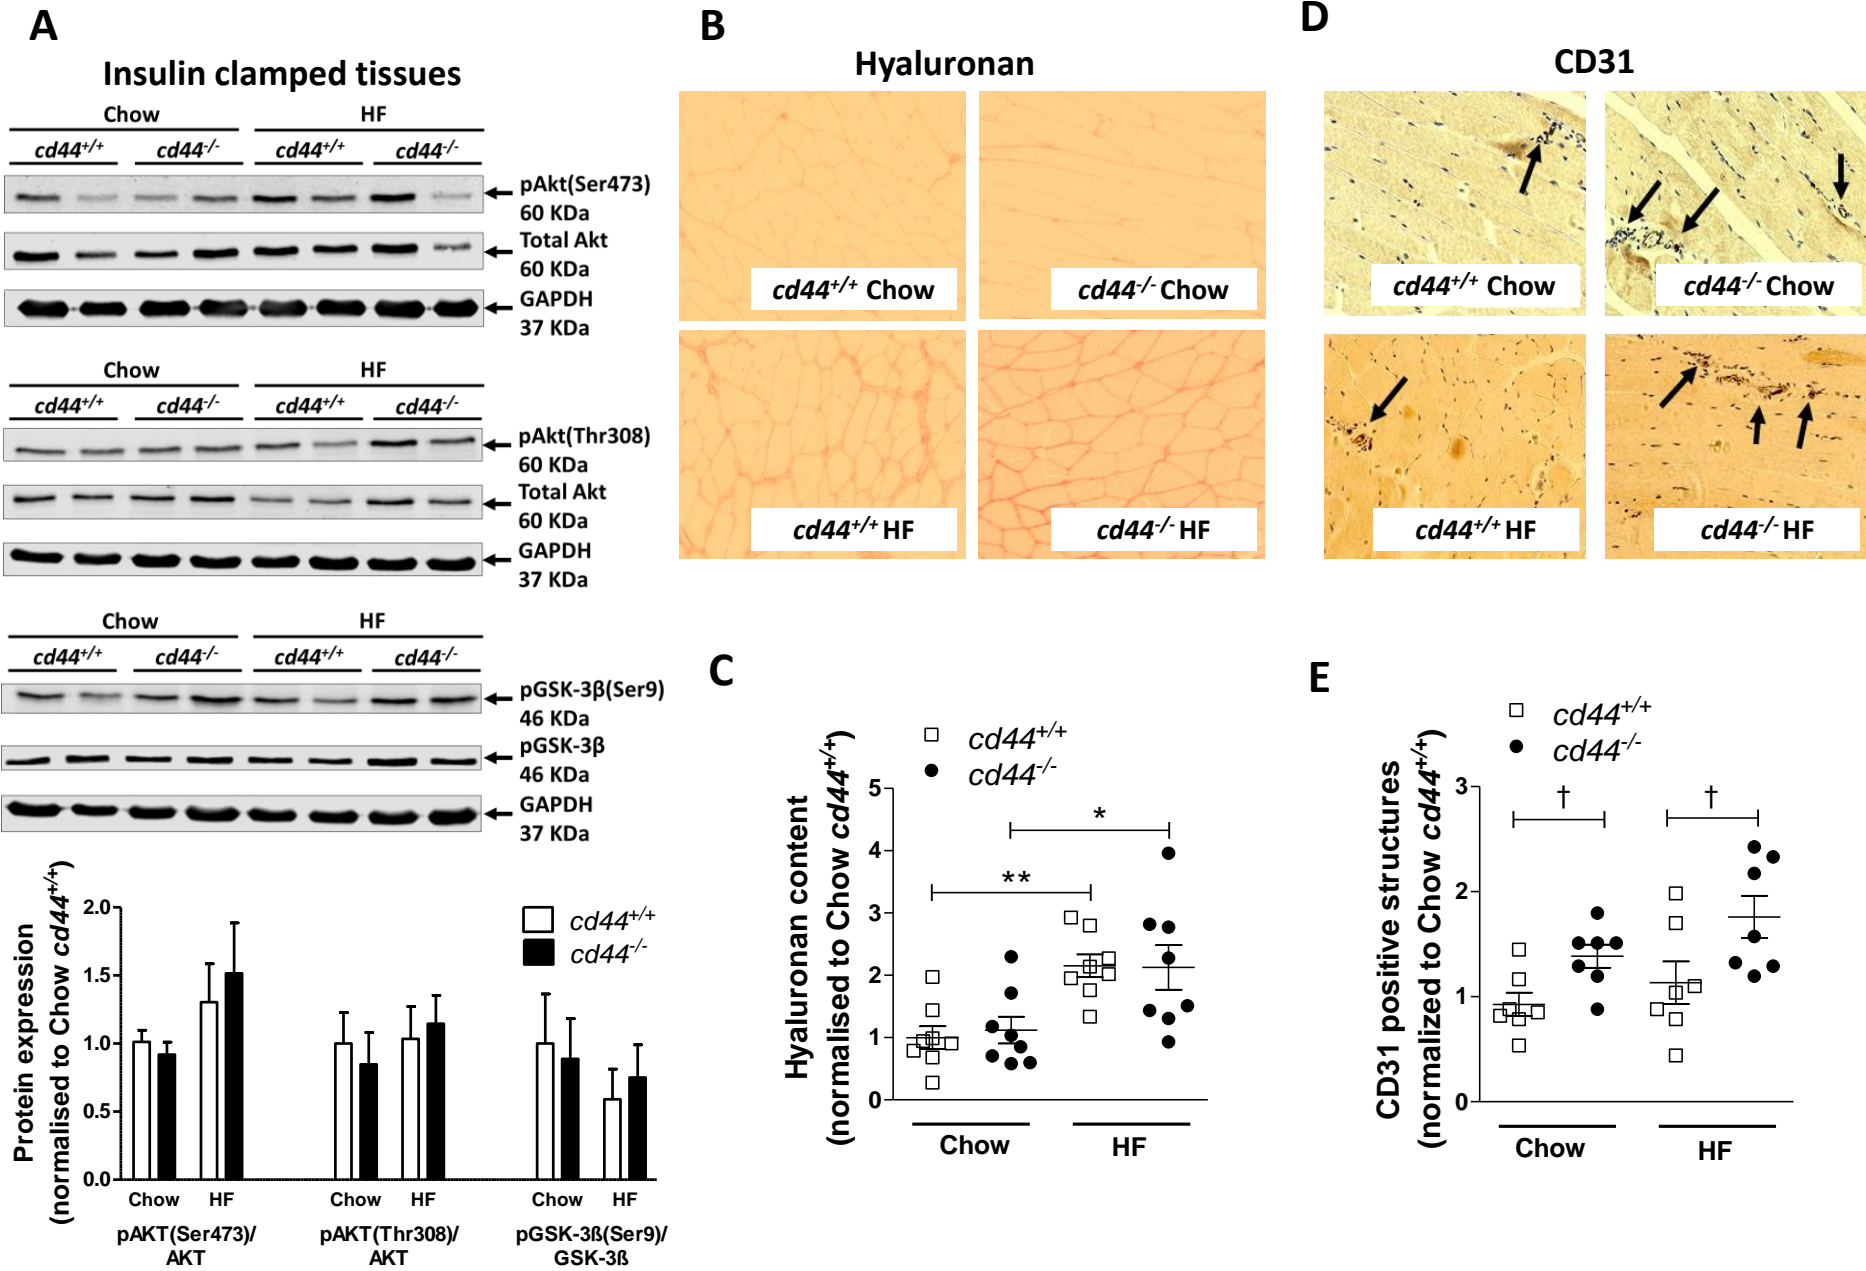 A
Insulin clamped tissues
Chow HF
cd44+/+ cd44-/- cd44+/+ cd44-/-
pAkt(Ser473)
60 KDa
Total Akt
60 KDa
GAPDH
37 KDa
Chow HF
cd44+/+ cd44-/- cd44+/+ cd44-/-
pAkt(Thr308)
60 KDa
Total Akt
60 KDa
GAPDH
37 KDa
Chow HF
cd44+/+ cd44-/- cd44+/+ cd44-/-
pGSK-3β(Ser9)
46 KDa
pGSK-3β
46 KDa
GAPDH
37 KDa
Protein expression
(normalised to Chow cd44+/+)
2.0
1.5
1.0
0.5
0.0
cd44+/+
cd44-/-
Chow HF Chow HF Chow HF
pAKT(Ser473)/ pAKT(Thr308)/ pGSK-3ß(Ser9)/
AKT AKT GSK-3ß
B
Hyaluronan
cd44+/+ Chow
cd44-/- Chow
cd44+/+ HF
cd44-/- HF
C
Hyaluronan content
(normalised to Chow cd44+/+)
cd44+/+
cd44-/-
5
4
3
2
1
0
*
**
Chow HF
D
CD31
cd44+/+ Chow
cd44-/- Chow
cd44+/+ HF
cd44-/- HF
E
CD31 positive structures
(normalized to Chow cd44+/+)
cd44+/+
cd44-/-
3
2
1
0
† †
Chow HF